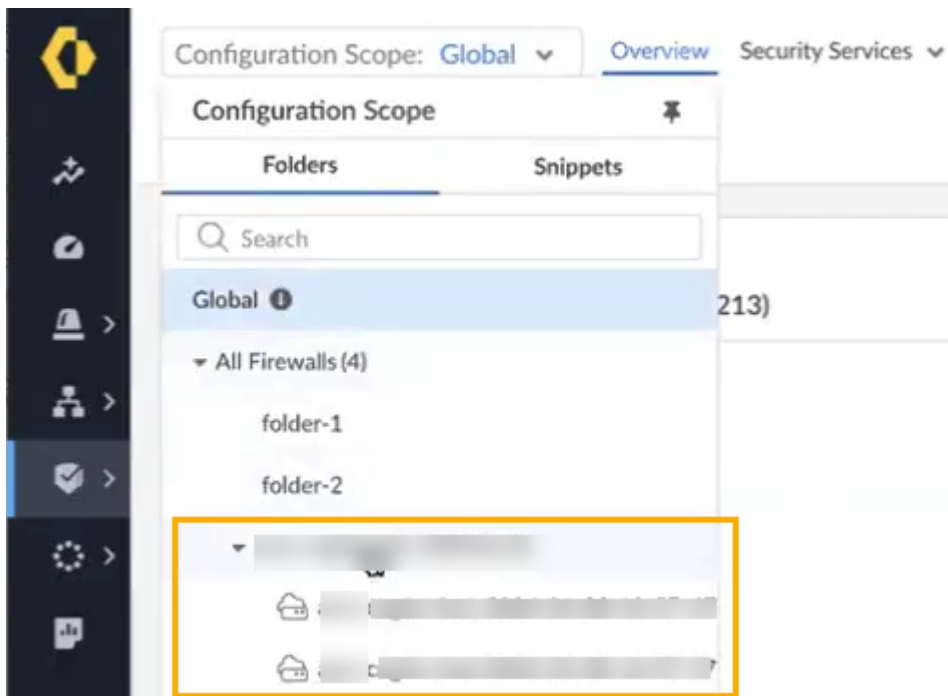 Configuration Scope: Global
Overview
Security Services
Configuration Scope
Folders
Snippets
Search
Global
213)
All Firewalls (4)
folder-1
folder-2